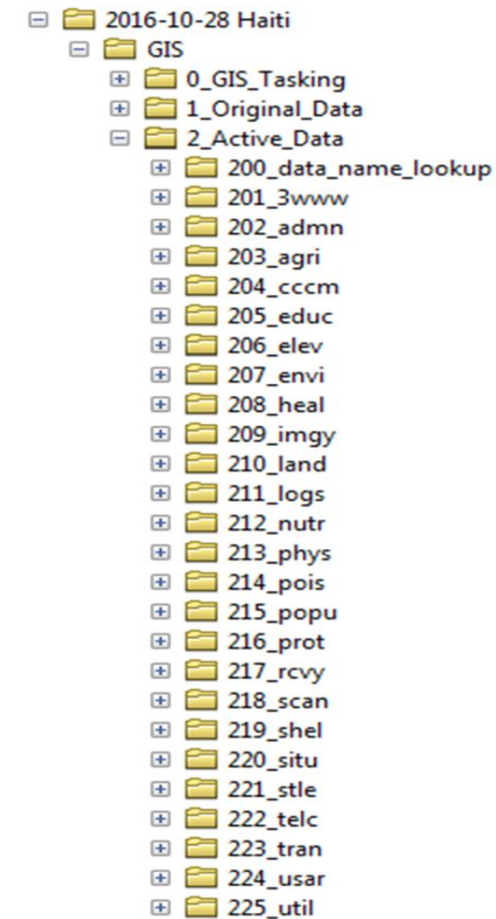 2016-10-28 Haiti
GIS
0_GIS_Tasking
1_Original_Data
2_Active_Data
200_data_name_lookup
201_3www
202_admn
203_agri
204_cccm
205_educ
206_elev
207_envi
208_heal
209_imgy
210_land
211_logs
212_nutr
213_phys
214_pois
215_popu
216_prot
217_rcvy
218_scan
219_shel
220_situ
221_stle
222_telc
223_tran
224_usar
225_util